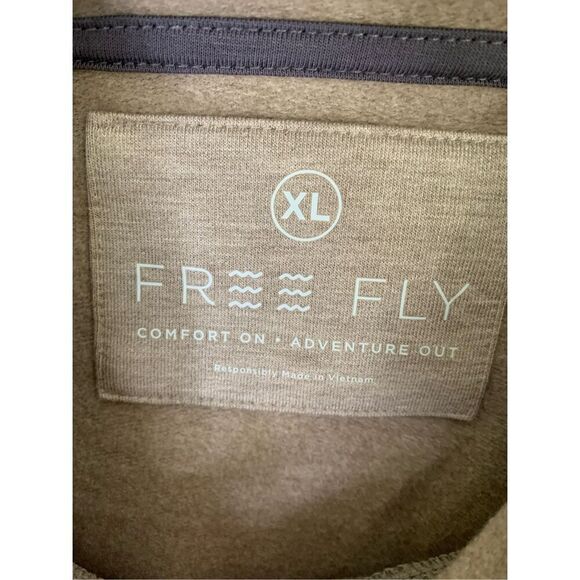 XL
FREE FLY
COMFORT ON • ADVENTURE OUT
Responsibly Made in Vietnam